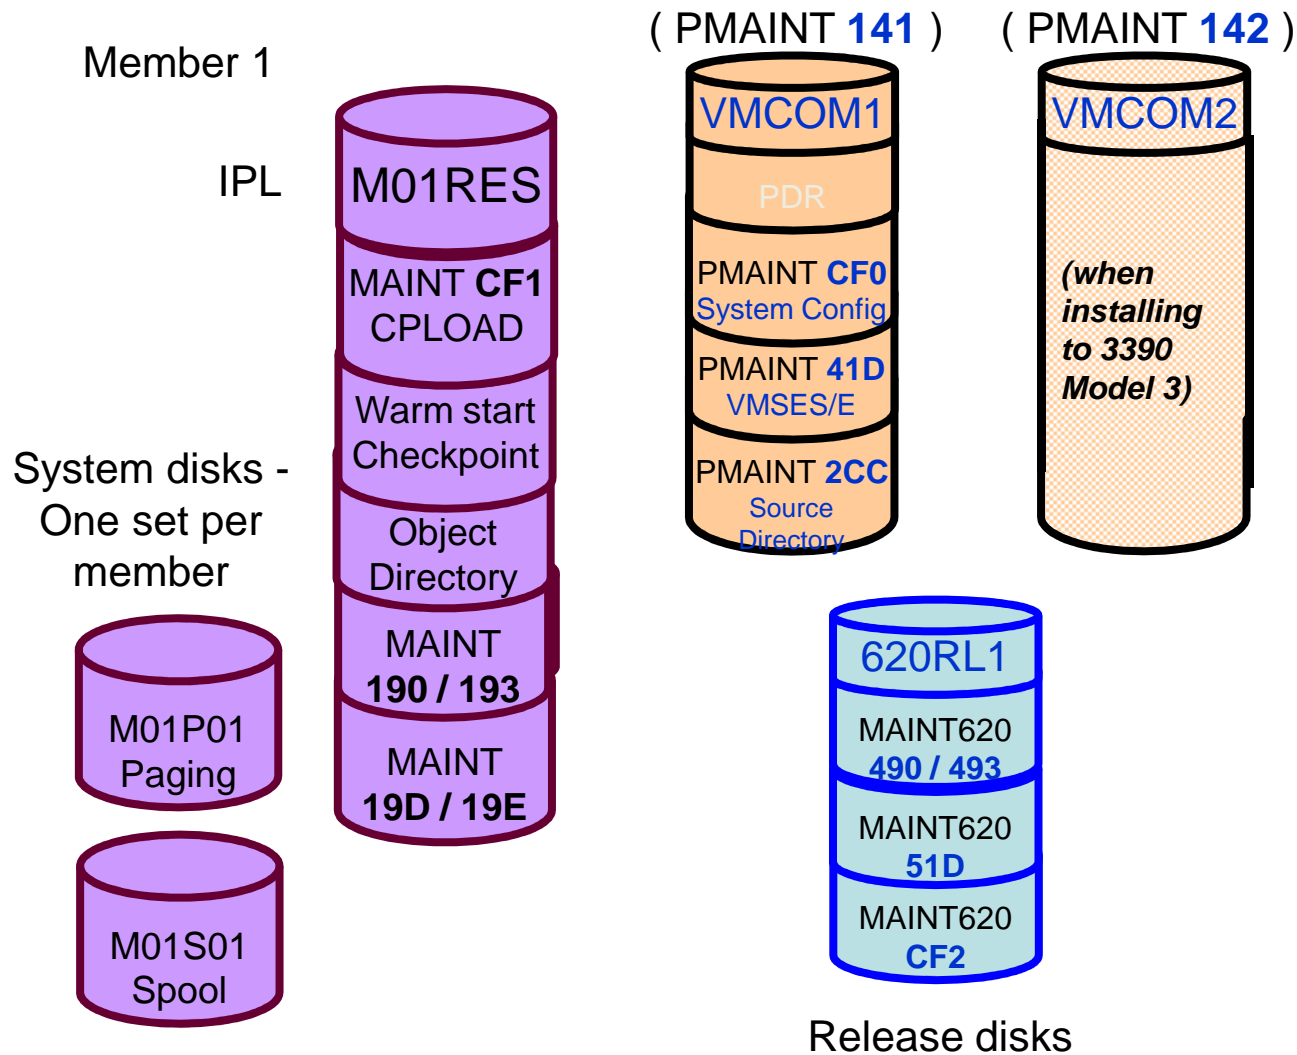 Member 1
IPL
M01RES
MAINT CF1
CPLOAD
Warm start
Checkpoint
Object
Directory
MAINT
190 / 193
MAINT
19D / 19E
System disks -
One set per
member
M01P01
Paging
M01S01
Spool
( PMAINT 141 )
VMCOM1
PDR
PMAINT CF0
System Config
PMAINT 41D
VMSES/E
PMAINT 2CC
Source
Directory
( PMAINT 142 )
VMCOM2
(when
installing
to 3390
Model 3)
620RL1
MAINT620
490 / 493
MAINT620
51D
MAINT620
CF2
Release disks